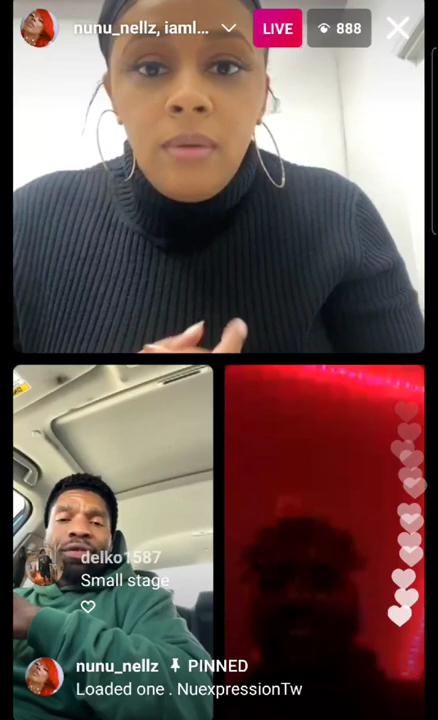 nunu_nellz, iaml...
LIVE
888
delko1587
Small stage
nunu_nellz PINNED
Loaded one . NuexpressionTw